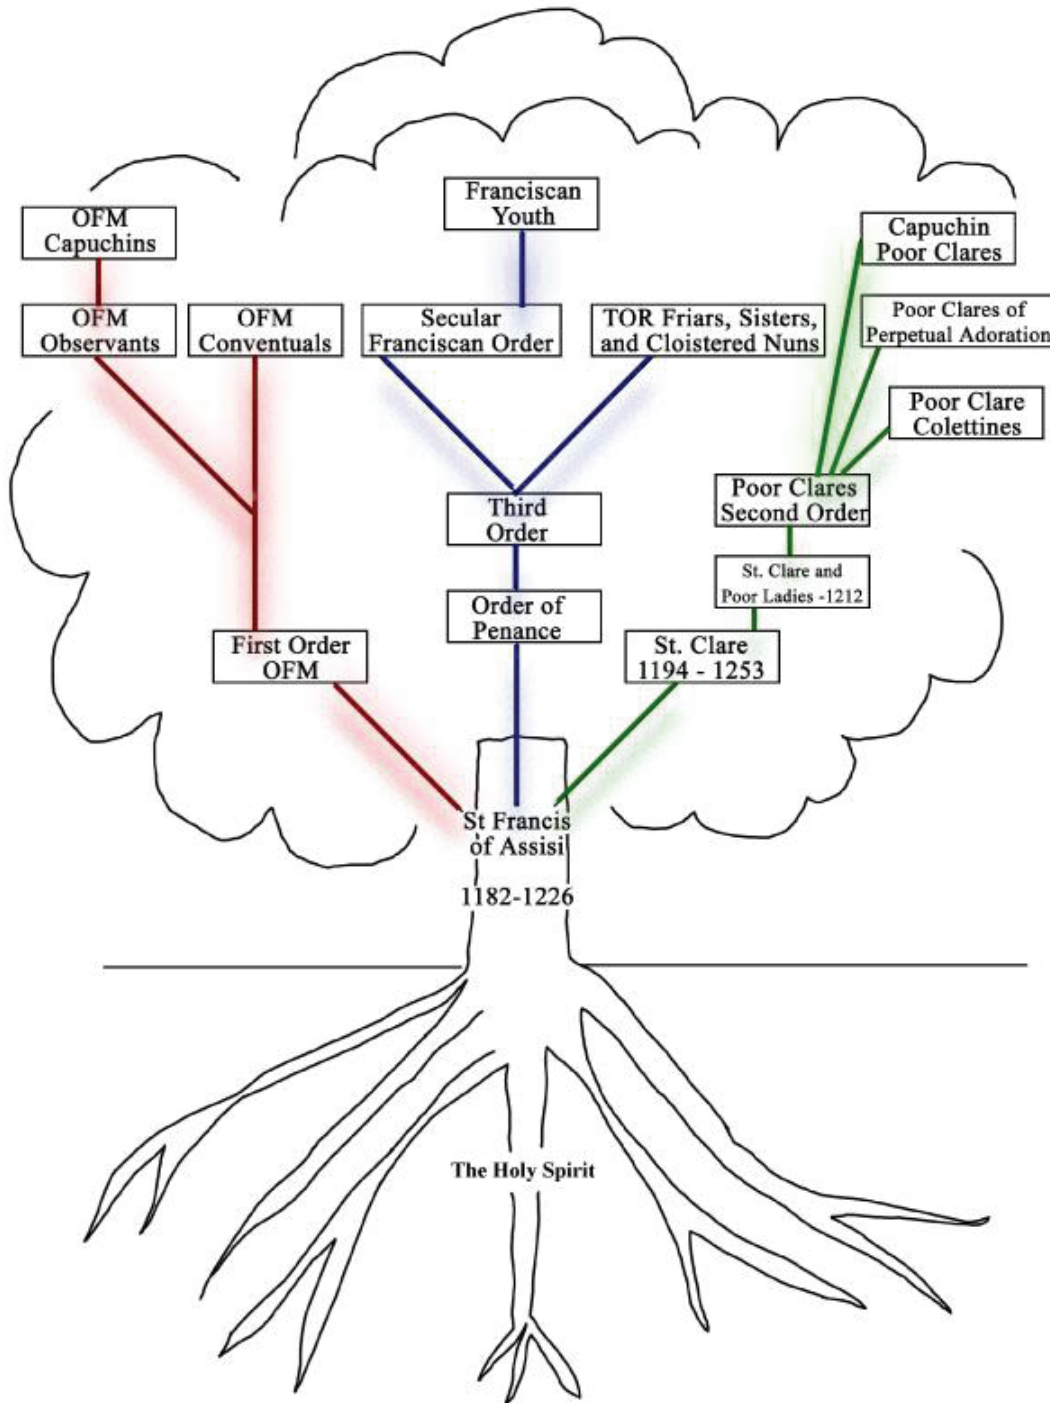 Franciscan
Youth
OFM
Capuchins
Capuchin
Poor Clares
OFM
Observants
OFM
Conventuals
Secular
Franciscan Order
TOR Friars, Sisters,
and Cloistered Nuns
Poor Clares of
Perpetual Adoration
Poor Clare
Colettines
Poor Clares
Second Order
Third
Order
St. Clare and
Poor Ladies -1212
Order of
Penance
First Order
OFM
St. Clare
1194 - 1253
St Francis
of Assisi
1182-1226
The Holy Spirit